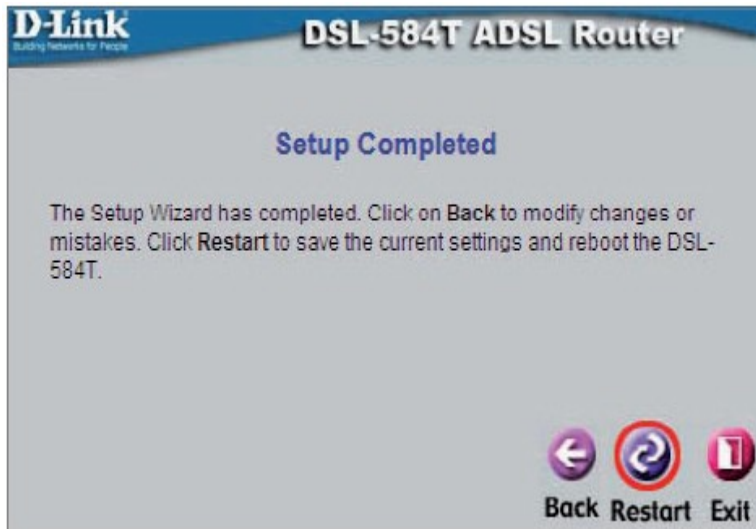 D-Link
Building Networks for People
DSL-584T ADSL Router
Setup Completed
The Setup Wizard has completed. Click on Back to modify changes or
mistakes. Click Restart to save the current settings and reboot the DSL-
584T.
Back Restart Exit